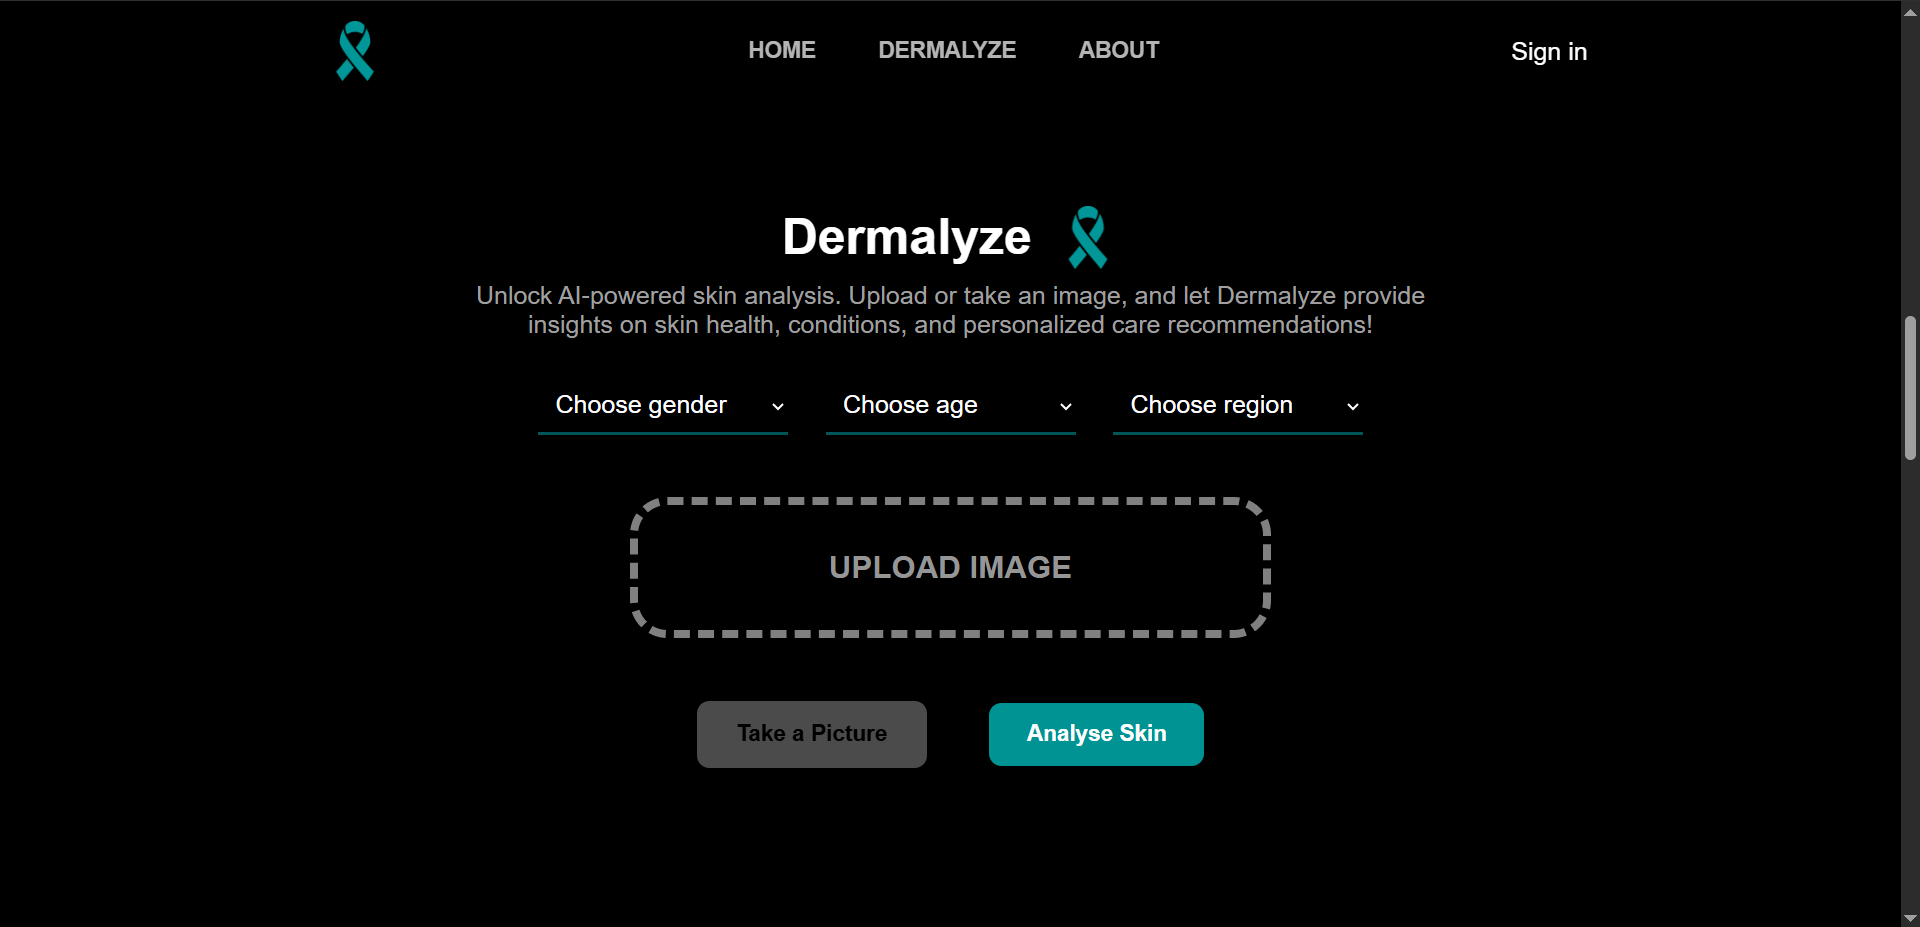 HOME DERMALYZE ABOUT Sign in
Dermalyze
Unlock AI-powered skin analysis. Upload or take an image, and let Dermalyze provide
insights on skin health, conditions, and personalized care recommendations!
Choose gender Choose age Choose region
UPLOAD IMAGE
Take a Picture Analyse Skin